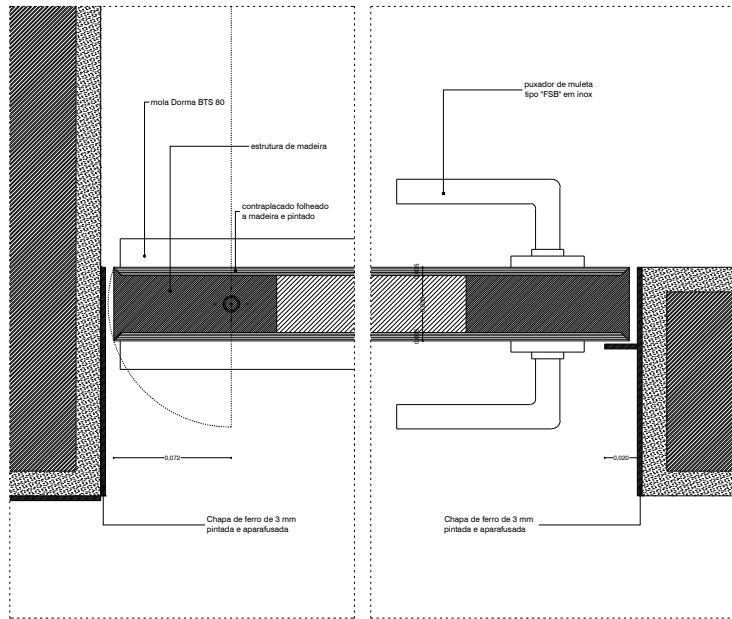 mola Dorma BTS 80
estrutura de madeira
contraplacado folheado
a madeira e pintado
puxador de muleta
tipo "FSB" em inox
0,072
0,020
Chapa de ferro de 3 mm
pintada e aparafusada
Chapa de ferro de 3 mm
pintada e aparafusada